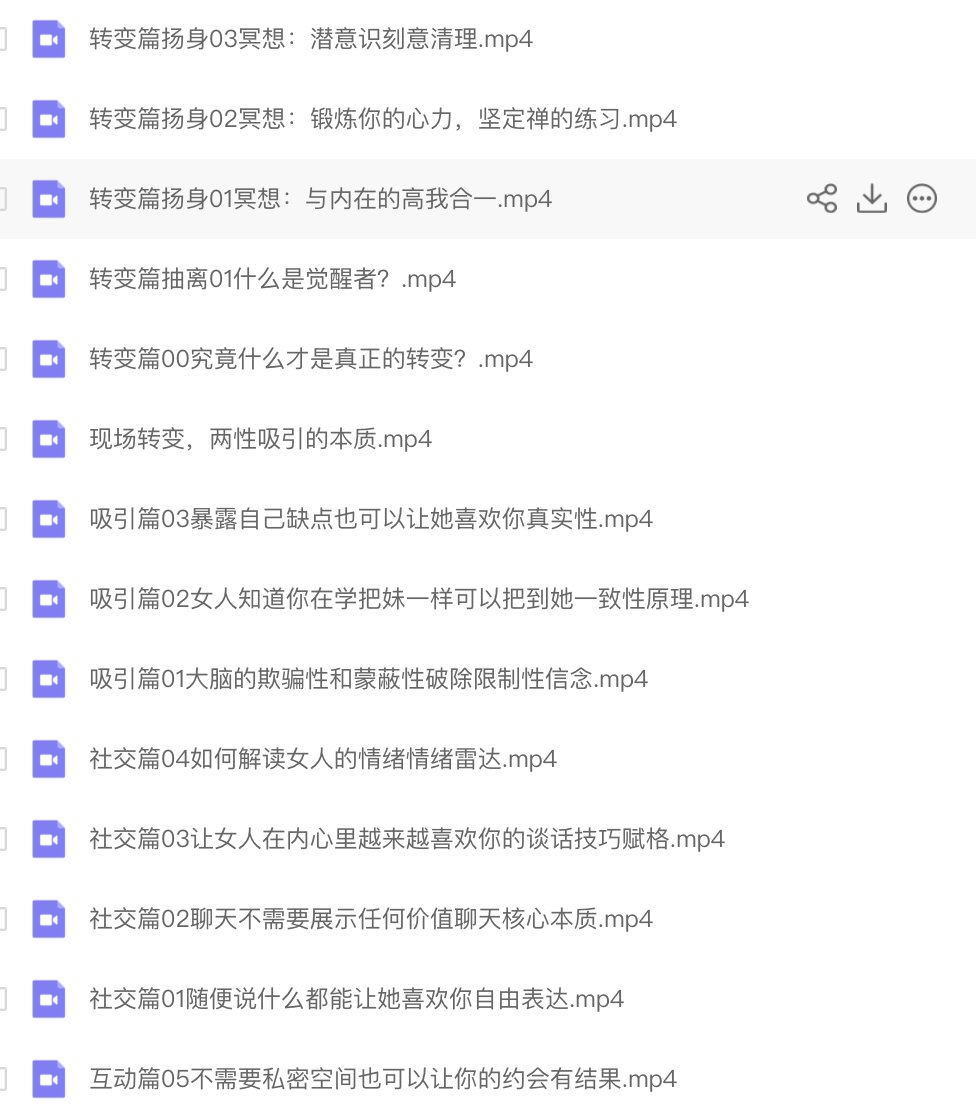 转变篇扬身03冥想：潜意识刻意清理.mp4
转变篇扬身02冥想：锻炼你的心力，坚定禅的练习.mp4
转变篇扬身01冥想：与内在的高我合一.mp4
转变篇抽离01什么是觉醒者？.mp4
转变篇00究竟什么才是真正的转变？.mp4
现场转变，两性吸引的本质.mp4
吸引篇03暴露自己缺点也可以让她喜欢你真实性.mp4
吸引篇02女人知道你在学把妹一样可以把到她一致性原理.mp4
吸引篇01大脑的欺骗性和蒙蔽性破除限制性信念.mp4
社交篇04如何解读女人的情绪情绪雷达.mp4
社交篇03让女人在内心里越来越喜欢你的谈话技巧赋格.mp4
社交篇02聊天不需要展示任何价值聊天核心本质.mp4
社交篇01随便说什么都能让她喜欢你自由表达.mp4
互动篇05不需要私密空间也可以让你的约会有结果.mp4